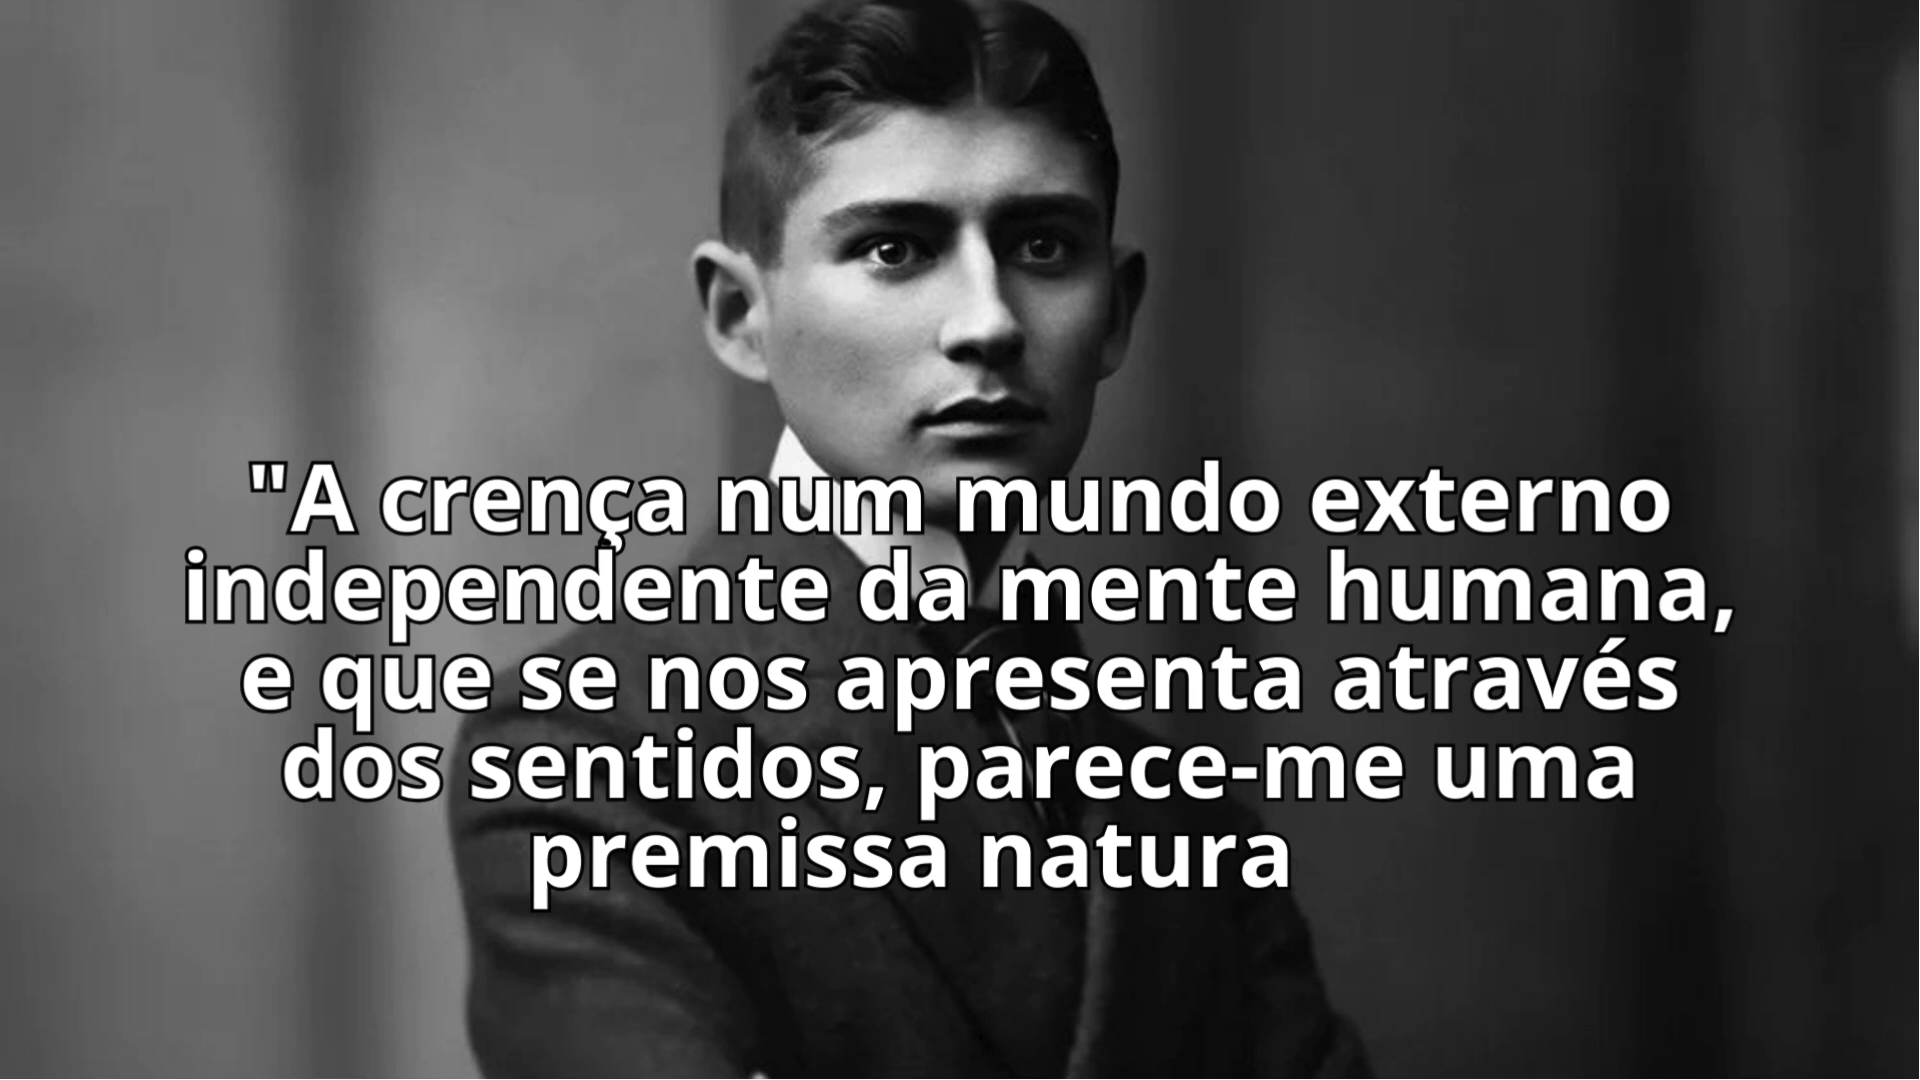 "A crença num mundo externo
independente da mente humana,
e que se nos apresenta através
dos sentidos, parece-me uma
premissa natura